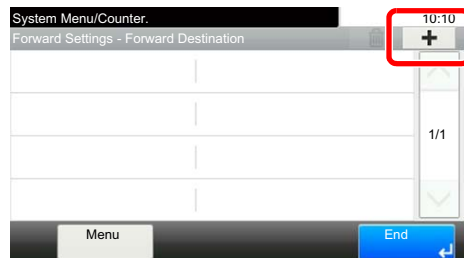 System Menu/Counter. 10:10
Forward Settings - Forward Destination +
1/1
Menu End